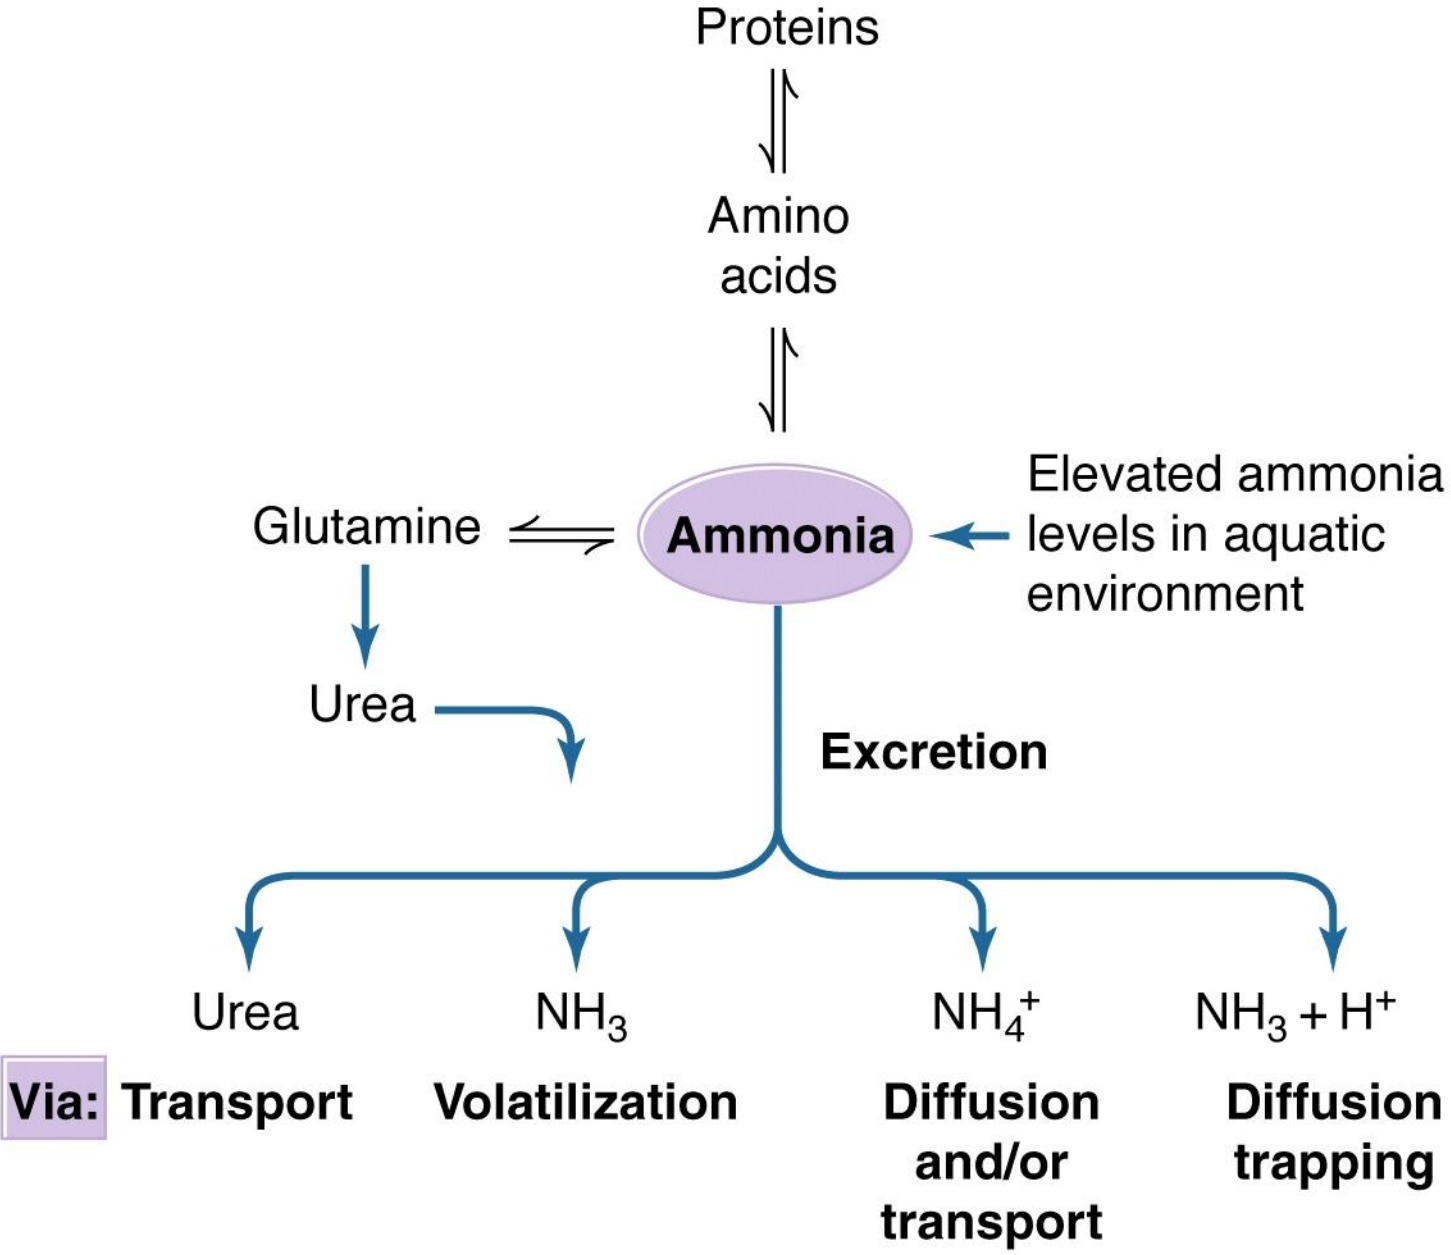 Proteins
Amino
acids
Glutamine
Ammonia
Elevated ammonia
levels in aquatic
environment
Urea
Excretion
Urea
NH₃
NH₄⁺
NH₃ + H⁺
Via:
Transport
Volatilization
Diffusion
and/or
transport
Diffusion
trapping